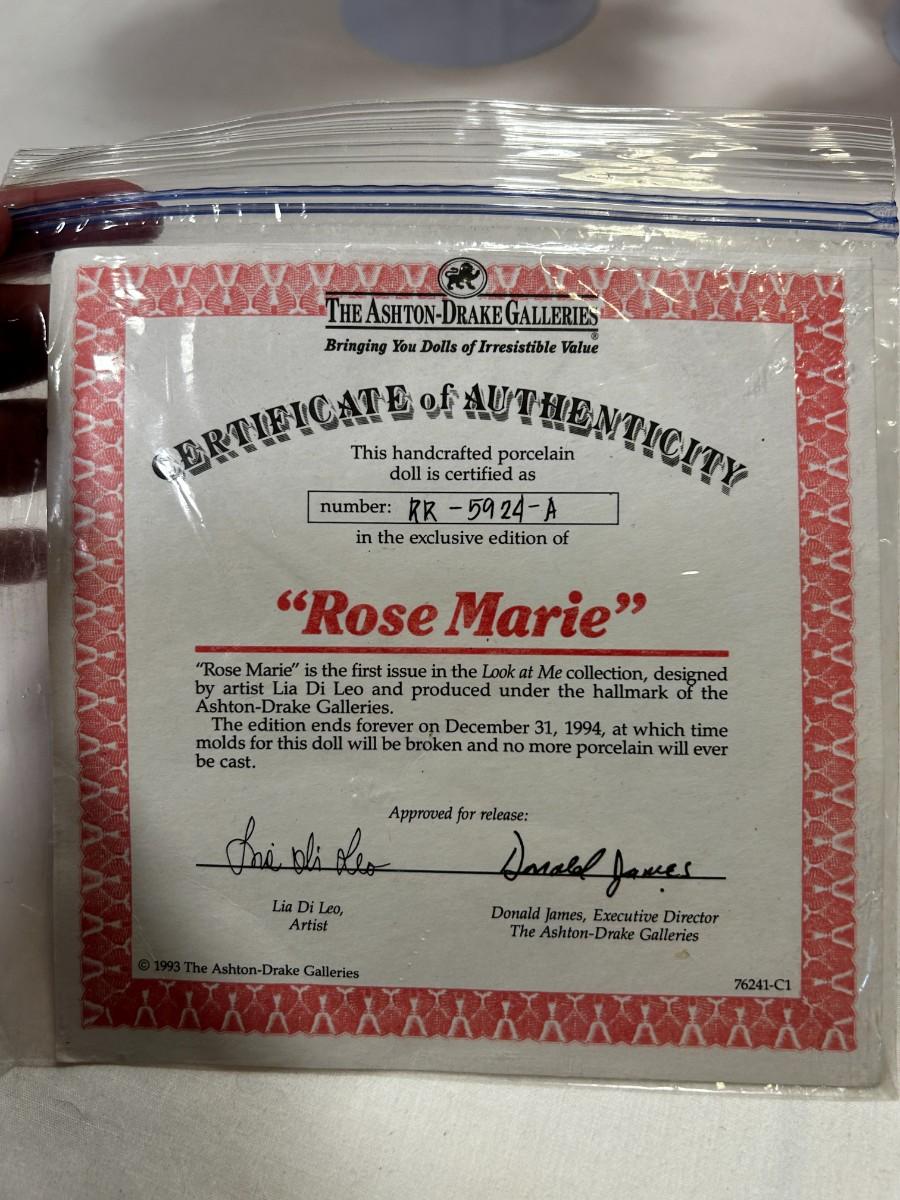 THE ASHTON-DRAKE GALLERIES
®
Bringing You Dolls of Irresistible Value
CERTIFICATE of AUTHENTICITY
This handcrafted porcelain
doll is certified as
number: RR-5924-A
in the exclusive edition of
“Rose Marie”
“Rose Marie” is the first issue in the Look at Me collection, designed
by artist Lia Di Leo and produced under the hallmark of the
Ashton-Drake Galleries.
The edition ends forever on December 31, 1994, at which time
molds for this doll will be broken and no more porcelain will ever
be cast.
Approved for release:
Lia Di Leo Donald James
Lia Di Leo,
Artist
Donald James, Executive Director
The Ashton-Drake Galleries
© 1993 The Ashton-Drake Galleries
76241-C1